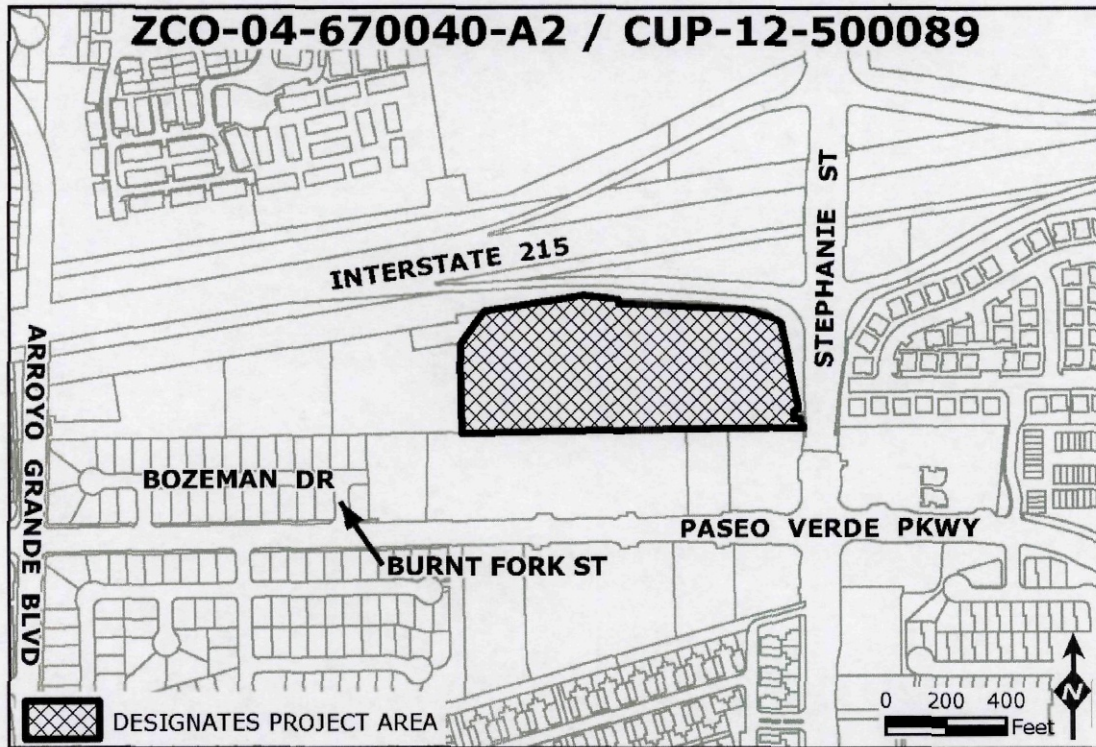 ZCO-04-670040-A2 / CUP-12-500089
INTERSTATE 215
STEPHANIE ST
ARROYO GRANDE BLVD
BOZEMAN DR
PASEO VERDE PKWY
BURNT FORK ST
DESIGNATES PROJECT AREA
0 200 400
Feet
N